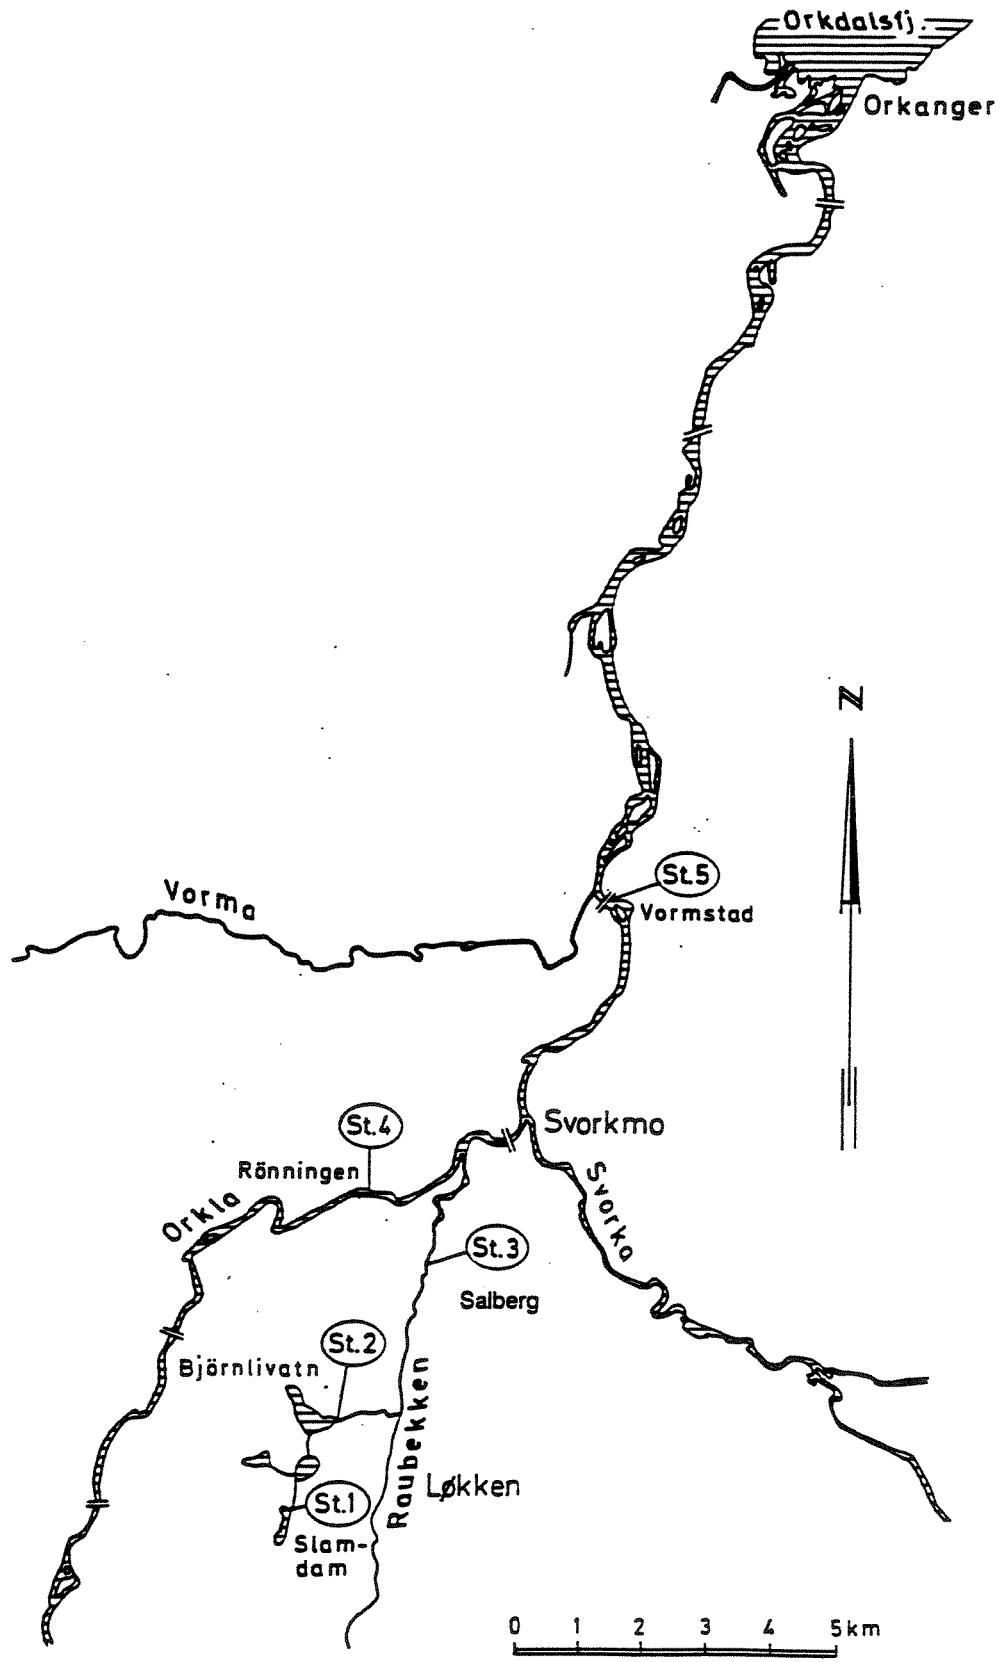 Orkdalsfj.
Orkanger
N
St.5
Vormstad
Vorma
St.4
Svorkmo
Rönningen
Orkla
Svorka
St.3
Salberg
St.2
Björnlivatn
Raubekken
Løkken
St.1
Slam-
dam
0 1 2 3 4 5km